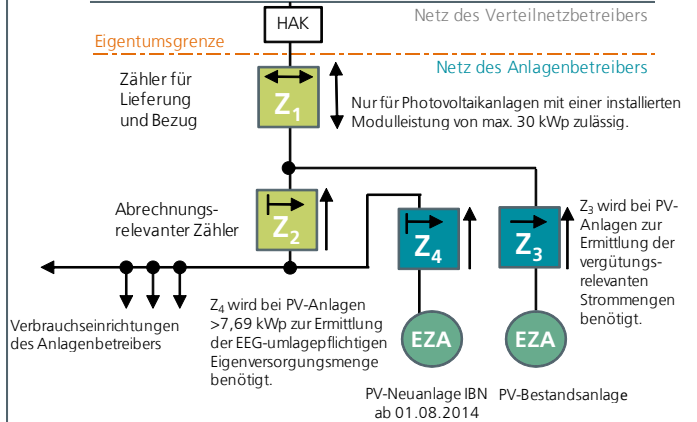 Netz des Verteilnetzbetreibers
HAK
Eigentumsgrenze
Netz des Anlagenbetreibers
Zähler für
Lieferung
und Bezug
Z1
Nur für Photovoltaikanlagen mit einer installierten
Modulleistung von max. 30 kWp zulässig.
Abrechnungs-
relevanter Zähler
Z2
Z4
Z3
Z3 wird bei PV-
Anlagen zur
Ermittlung der
vergütungs-
relevanten
Strommengen
benötigt.
Verbrauchseinrichtungen
des Anlagenbetreibers
Z4 wird bei PV-Anlagen
>7,69 kWp zur Ermittlung
der EEG-umlagepflichtigen
Eigenversorgungsmenge
benötigt.
EZA
EZA
PV-Neuanlage IBN
ab 01.08.2014
PV-Bestandsanlage